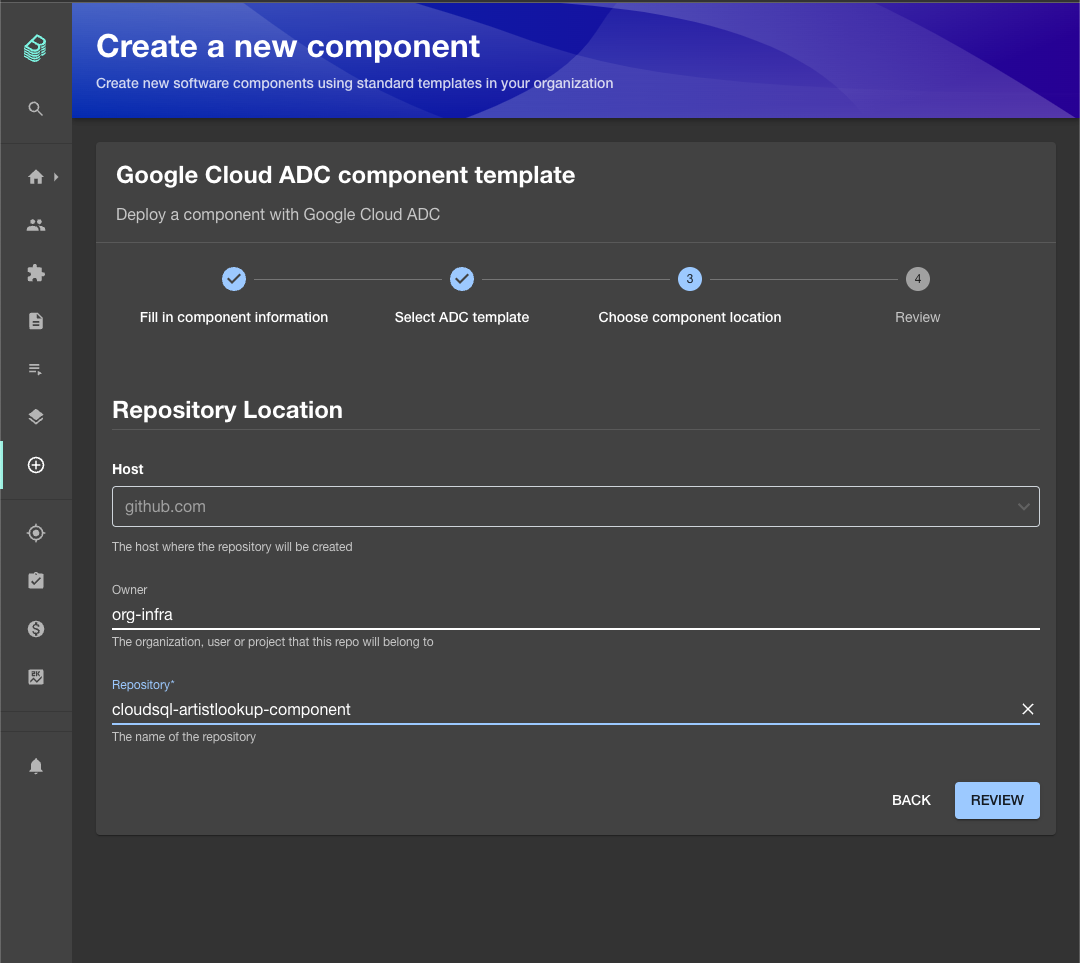 Create a new component
Create new software components using standard templates in your organization
Google Cloud ADC component template
Deploy a component with Google Cloud ADC
3
4
Fill in component information
Select ADC template
Choose component location
Review
Repository Location
Host
github.com
The host where the repository will be created
Owner
org-infra
The organization, user or project that this repo will belong to
Repository*
cloudsql-artistlookup-component
The name of the repository
BACK
REVIEW
$
2K